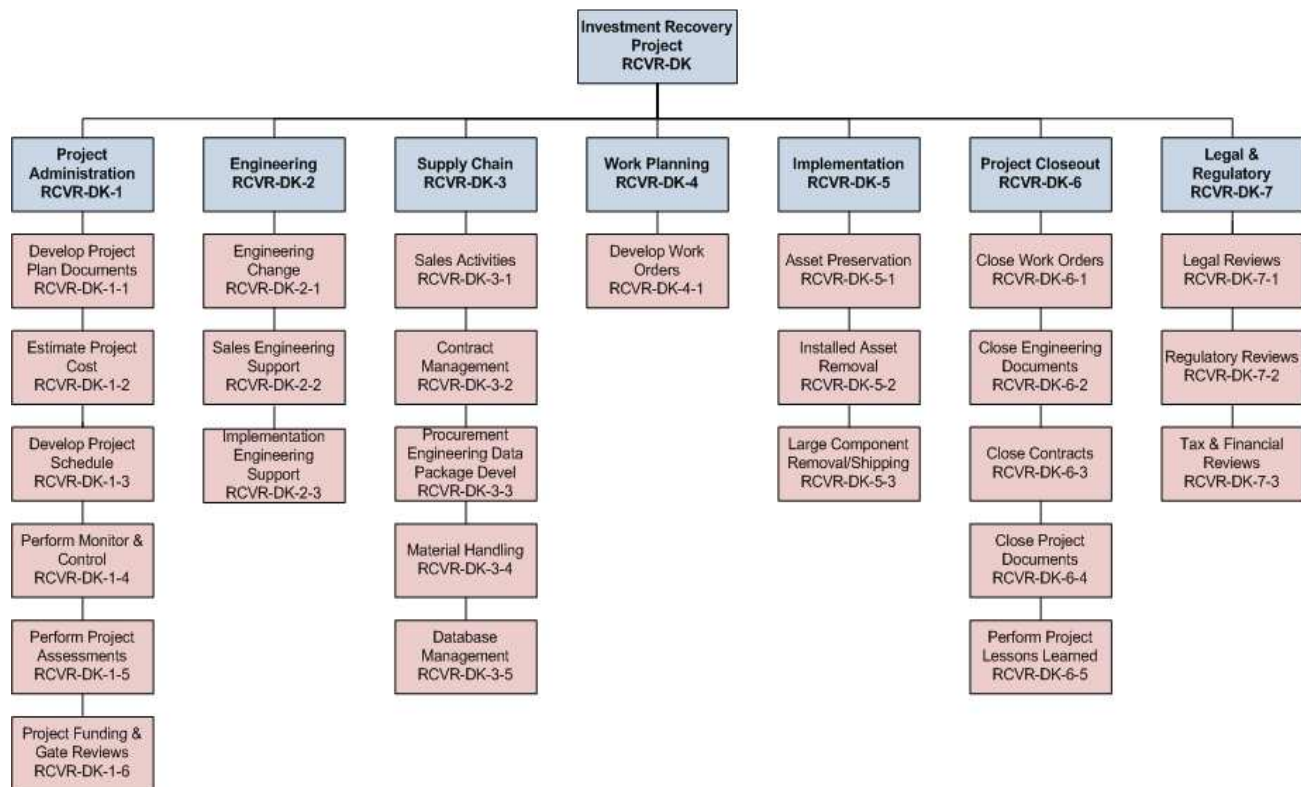 Investment Recovery
Project
RCVR-DK
Project
Administration
RCVR-DK-1
Engineering
RCVR-DK-2
Supply Chain
RCVR-DK-3
Work Planning
RCVR-DK-4
Implementation
RCVR-DK-5
Project Closeout
RCVR-DK-6
Legal &
Regulatory
RCVR-DK-7
Develop Project
Plan Documents
RCVR-DK-1-1
Estimate Project
Cost
RCVR-DK-1-2
Develop Project
Schedule
RCVR-DK-1-3
Perform Monitor &
Control
RCVR-DK-1-4
Perform Project
Assessments
RCVR-DK-1-5
Project Funding &
Gate Reviews
RCVR-DK-1-6
Engineering
Change
RCVR-DK-2-1
Sales Engineering
Support
RCVR-DK-2-2
Implementation
Engineering
Support
RCVR-DK-2-3
Sales Activities
RCVR-DK-3-1
Contract
Management
RCVR-DK-3-2
Procurement
Engineering Data
Package Devel
RCVR-DK-3-3
Material Handling
RCVR-DK-3-4
Database
Management
RCVR-DK-3-5
Develop Work
Orders
RCVR-DK-4-1
Asset Preservation
RCVR-DK-5-1
Installed Asset
Removal
RCVR-DK-5-2
Large Component
Removal/Shipping
RCVR-DK-5-3
Close Work Orders
RCVR-DK-6-1
Close Engineering
Documents
RCVR-DK-6-2
Close Contracts
RCVR-DK-6-3
Close Project
Documents
RCVR-DK-6-4
Perform Project
Lessons Learned
RCVR-DK-6-5
Legal Reviews
RCVR-DK-7-1
Regulatory Reviews
RCVR-DK-7-2
Tax & Financial
Reviews
RCVR-DK-7-3